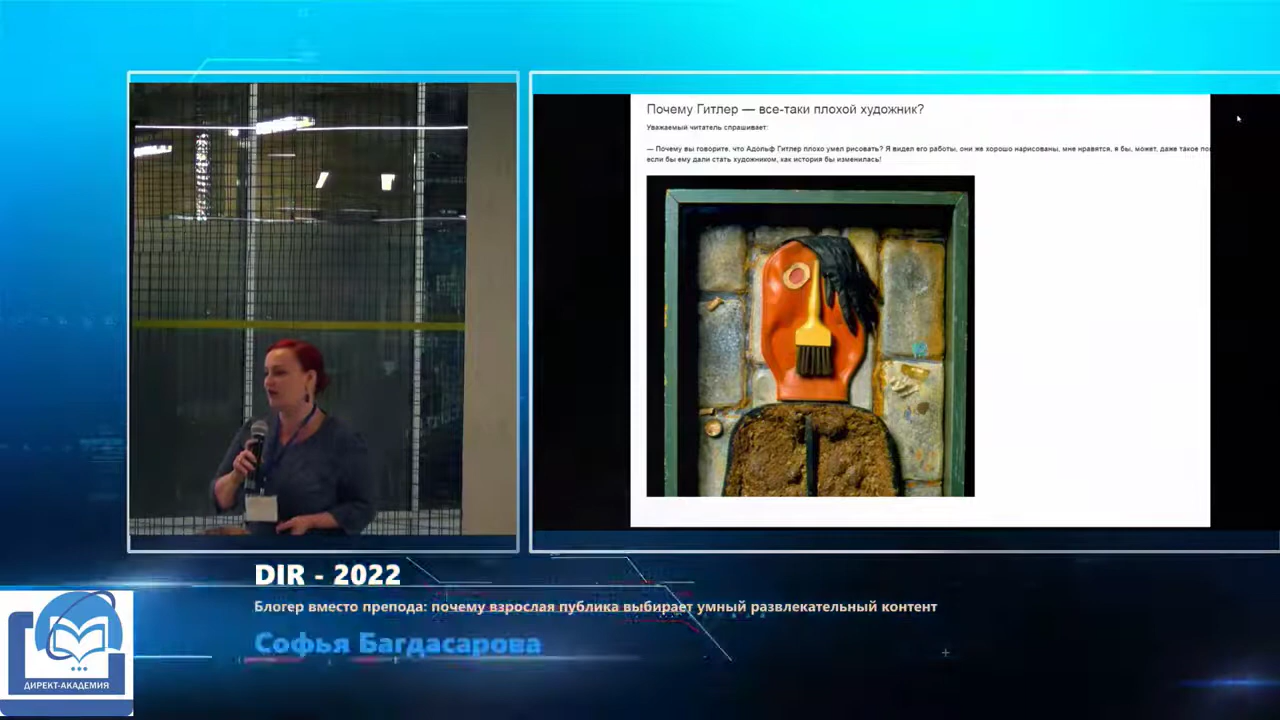 Почему Гитлер — все-таки плохой художник?
Уважаемый читатель спрашивает:
— Почему вы говорите, что Адольф Гитлер плохо умел рисовать? Я видел его работы, они же хорошо нарисованы, мне нравятся, я бы, может, даже такое
если бы ему дали стать художником, как история бы изменилась!
DIR - 2022
Блогер вместо препода: почему взрослая публика выбирает умный развлекательный контент
Софья Багдасарова
ДИРЕКТ-АКАДЕМИЯ